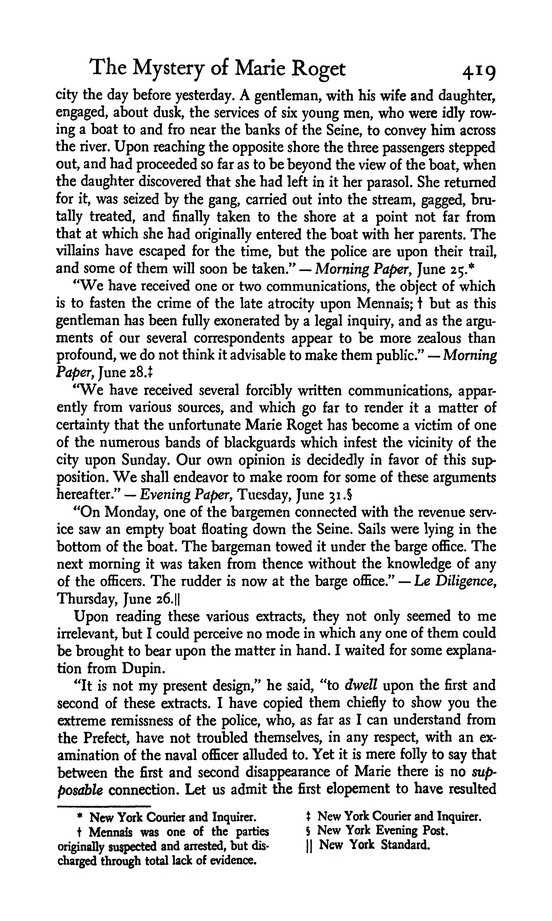 The Mystery of Marie Roget 419
city the day before yesterday. A gentleman, with his wife and daughter,
engaged, about dusk, the services of six young men, who were idly row-
ing a boat to and fro near the banks of the Seine, to convey him across
the river. Upon reaching the opposite shore the three passengers stepped
out, and had proceeded so far as to be beyond the view of the boat, when
the daughter discovered that she had left in it her parasol. She returned
for it, was seized by the gang, carried out into the stream, gagged, bru-
tally treated, and finally taken to the shore at a point not far from
that at which she had originally entered the boat with her parents. The
villains have escaped for the time, but the police are upon their trail,
and some of them will soon be taken.” — Morning Paper, June 25.*
“We have received one or two communications, the object of which
is to fasten the crime of the late atrocity upon Mennais; † but as this
gentleman has been fully exonerated by a legal inquiry, and as the argu-
ments of our several correspondents appear to be more zealous than
profound, we do not think it advisable to make them public.” — Morning
Paper, June 28.‡
“We have received several forcibly written communications, appar-
ently from various sources, and which go far to render it a matter of
certainty that the unfortunate Marie Roget has become a victim of one
of the numerous bands of blackguards which infest the vicinity of the
city upon Sunday. Our own opinion is decidedly in favor of this sup-
position. We shall endeavor to make room for some of these arguments
hereafter.” — Evening Paper, Tuesday, June 31.§
“On Monday, one of the bargemen connected with the revenue serv-
ice saw an empty boat floating down the Seine. Sails were lying in the
bottom of the boat. The bargeman towed it under the barge office. The
next morning it was taken from thence without the knowledge of any
of the officers. The rudder is now at the barge office.” — Le Diligence,
Thursday, June 26.||
Upon reading these various extracts, they not only seemed to me
irrelevant, but I could perceive no mode in which any one of them could
be brought to bear upon the matter in hand. I waited for some explana-
tion from Dupin.
“It is not my present design,” he said, “to dwell upon the first and
second of these extracts. I have copied them chiefly to show you the
extreme remissness of the police, who, as far as I can understand from
the Prefect, have not troubled themselves, in any respect, with an ex-
amination of the naval officer alluded to. Yet it is mere folly to say that
between the first and second disappearance of Marie there is no sup-
posable connection. Let us admit the first elopement to have resulted
* New York Courier and Inquirer.
† Mennais was one of the parties
originally suspected and arrested, but dis-
charged through total lack of evidence.
‡ New York Courier and Inquirer.
§ New York Evening Post.
|| New York Standard.